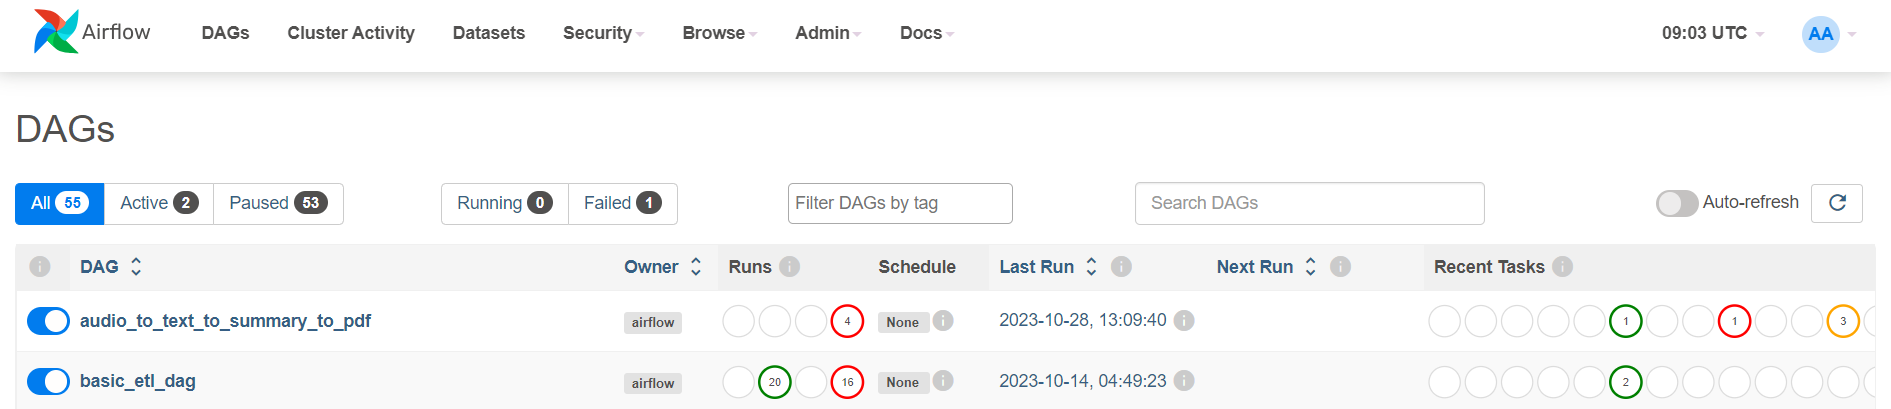 Airflow DAGs Cluster Activity Datasets Security Browse Admin Docs 09:03 UTC AA
DAGs
All 55 Active 2 Paused 53 Running 0 Failed 1 Filter DAGs by tag Search DAGs Auto-refresh
i DAG Owner Runs i Schedule Last Run i Next Run i Recent Tasks i
audio_to_text_to_summary_to_pdf airflow 4 None i 2023-10-28, 13:09:40 i 1 1 3
basic_etl_dag airflow 20 16 None i 2023-10-14, 04:49:23 i 2